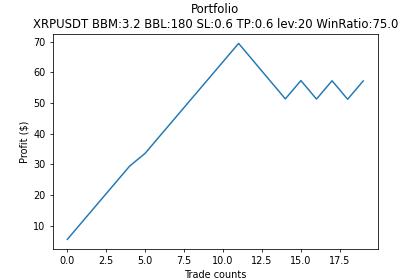 Portfolio
XRPUSDT BBM:3.2 BBL:180 SL:0.6 TP:0.6 lev:20 WinRatio:75.0
70
60
50
40
30
20
10
Profit ($)
0.0 2.5 5.0 7.5 10.0 12.5 15.0 17.5
Trade counts